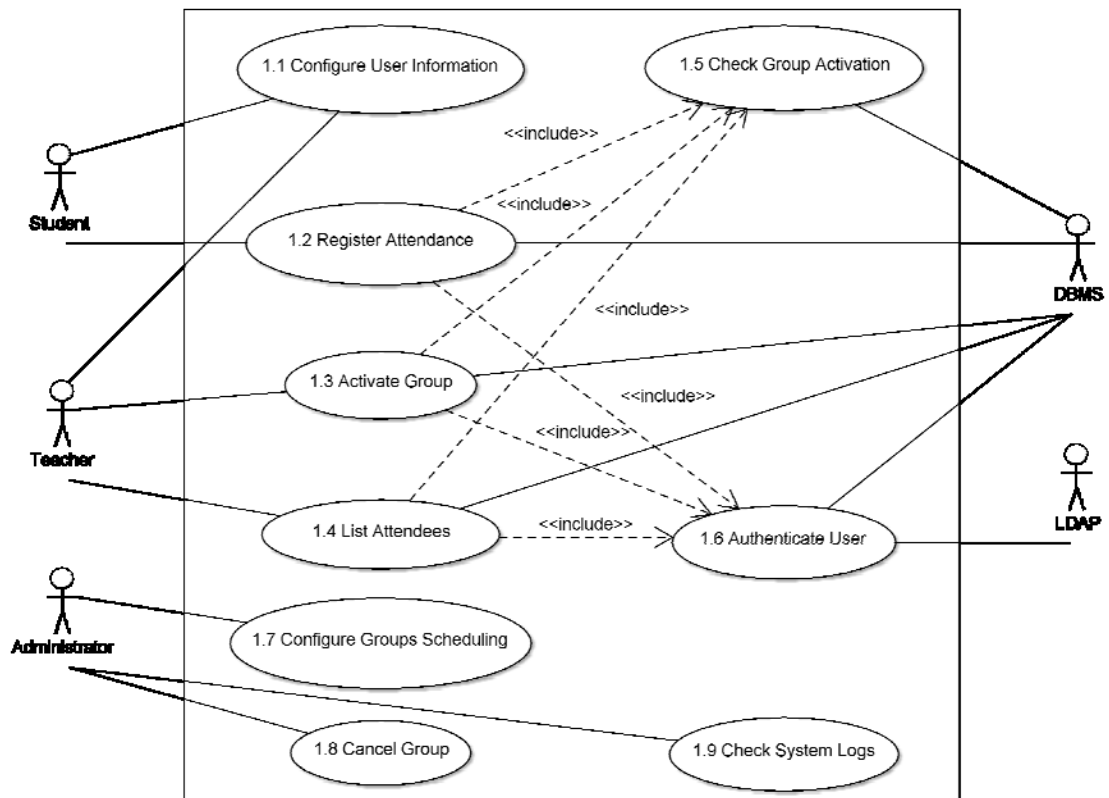 1.1 Configure User Information
1.5 Check Group Activation
<<include>>
Student
<<include>>
1.2 Register Attendance
DBMS
<<include>>
1.3 Activate Group
<<include>>
<<include>>
Teacher
1.4 List Attendees
<<include>>
1.6 Authenticate User
LDAP
Administrator
1.7 Configure Groups Scheduling
1.8 Cancel Group
1.9 Check System Logs